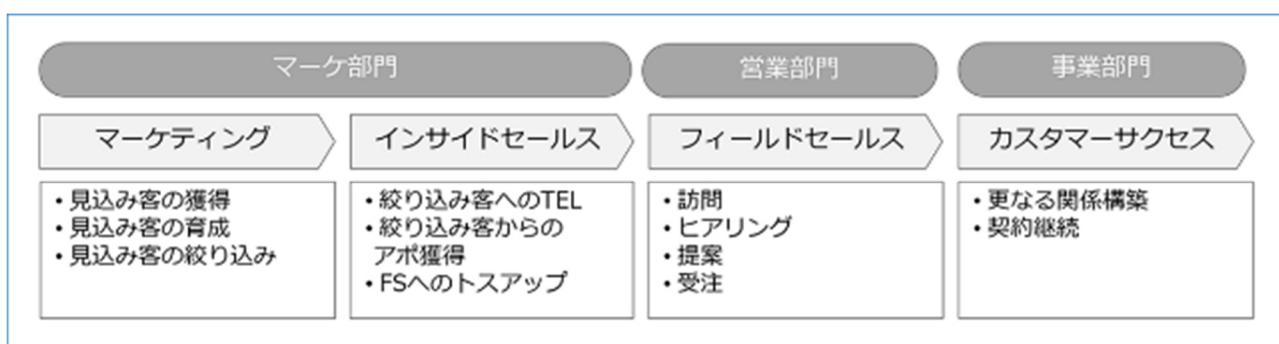 マーケ部門
営業部門
事業部門
マーケティング
インサイドセールス
フィールドセールス
カスタマーサクセス
・見込み客の獲得
・見込み客の育成
・見込み客の絞り込み
・絞り込み客へのTEL
・絞り込み客からの
アポ獲得
・FSへのトスアップ
・訪問
・ヒアリング
・提案
・受注
・更なる関係構築
・契約継続